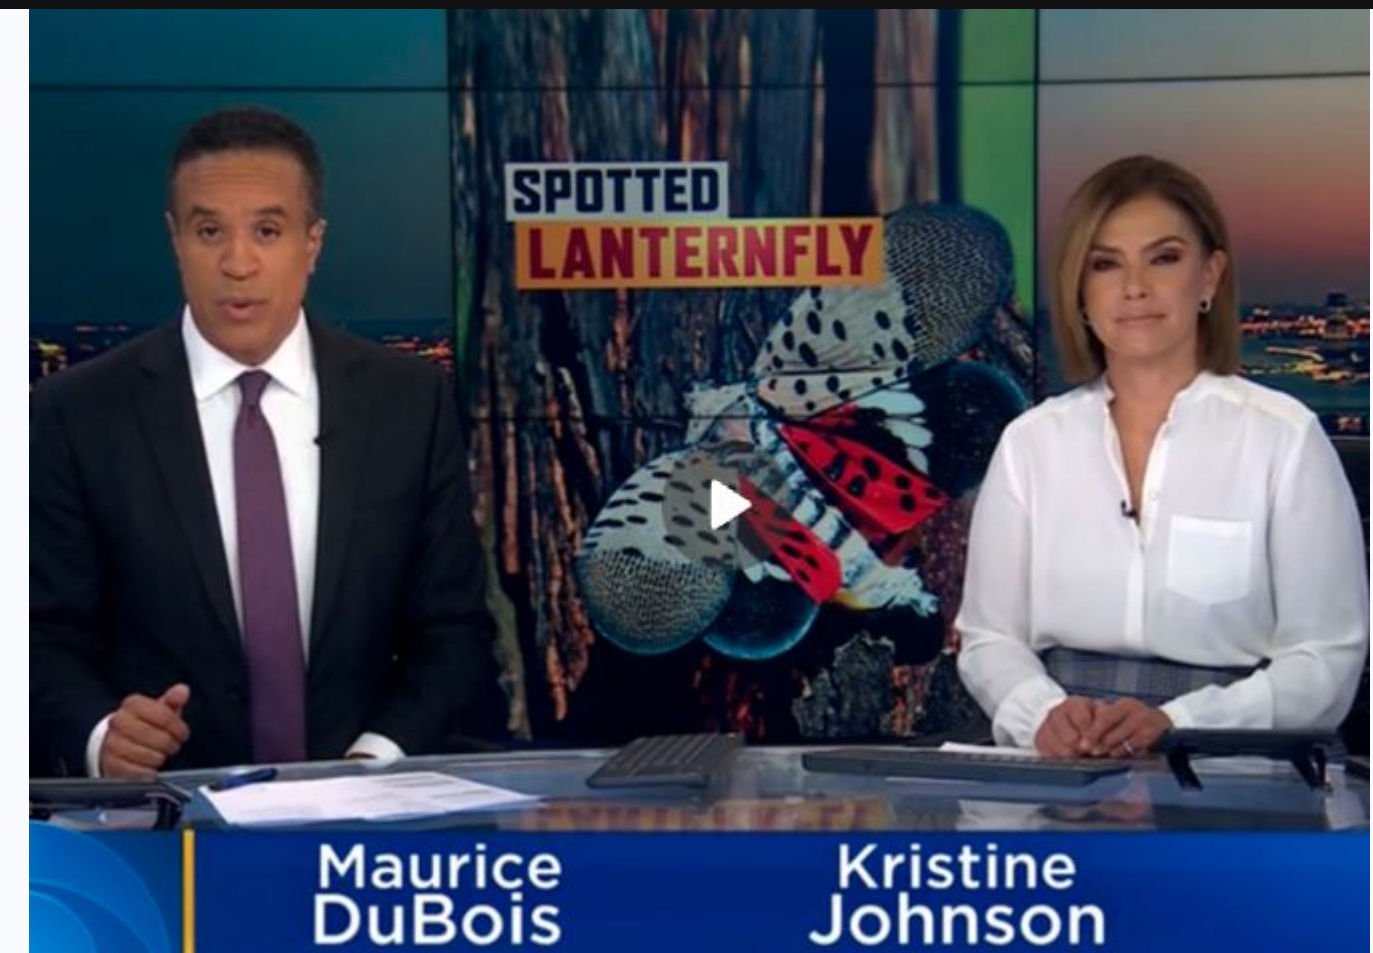 SPOTTED
LANTERNFLY
Maurice
DuBois
Kristine
Johnson